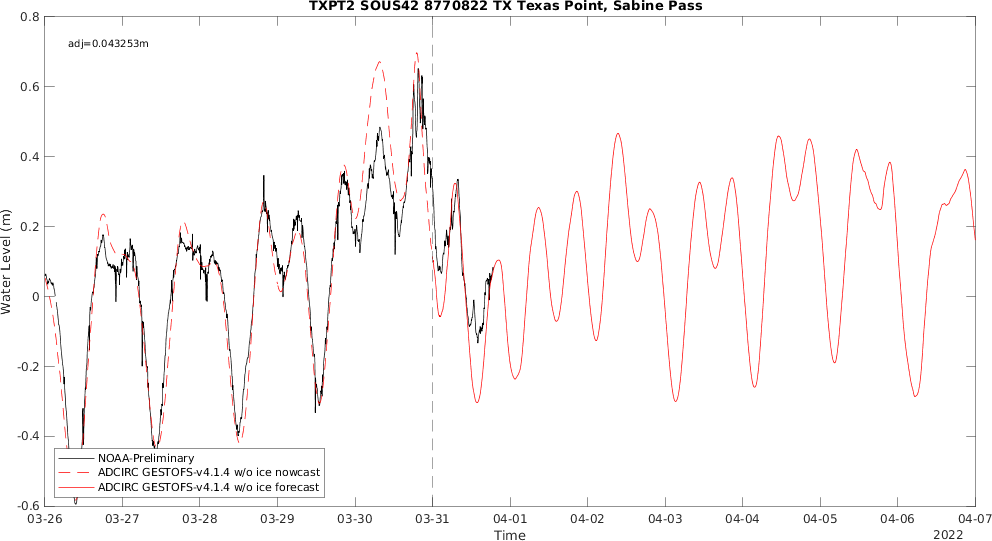 TXPT2 SOUS42 8770822 TX Texas Point, Sabine Pass
adj=0.043253m
Water Level (m)
0.8
0.6
0.4
0.2
0
-0.2
-0.4
-0.6
NOAA-Preliminary
ADCIRC GESTOFS-v4.1.4 w/o ice nowcast
ADCIRC GESTOFS-v4.1.4 w/o ice forecast
03-26 03-27 03-28 03-29 03-30 03-31 04-01 04-02 04-03 04-04 04-05 04-06 04-07
Time
2022